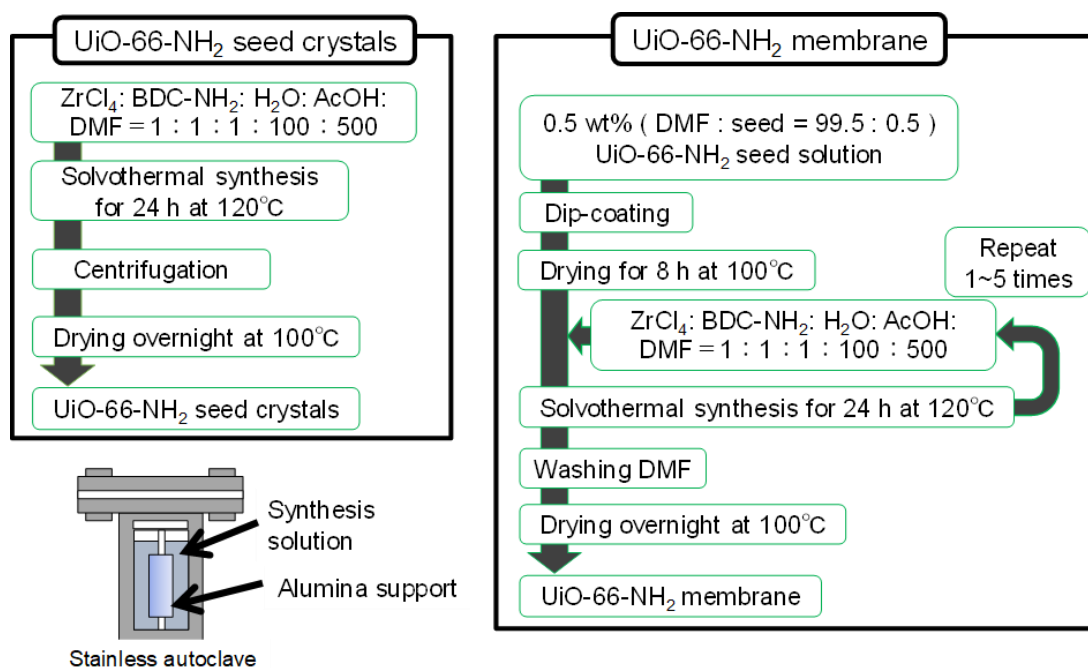 UiO-66-NH₂ seed crystals
ZrCl₄: BDC-NH₂: H₂O: AcOH:
DMF = 1 : 1 : 1 : 100 : 500
Solvothermal synthesis
for 24 h at 120℃
Centrifugation
Drying overnight at 100℃
UiO-66-NH₂ seed crystals
Synthesis
solution
Alumina support
Stainless autoclave
UiO-66-NH₂ membrane
0.5 wt% ( DMF : seed = 99.5 : 0.5 )
UiO-66-NH₂ seed solution
Dip-coating
Drying for 8 h at 100℃
Repeat
1~5 times
ZrCl₄: BDC-NH₂: H₂O: AcOH:
DMF = 1 : 1 : 1 : 100 : 500
Solvothermal synthesis for 24 h at 120℃
Washing DMF
Drying overnight at 100℃
UiO-66-NH₂ membrane